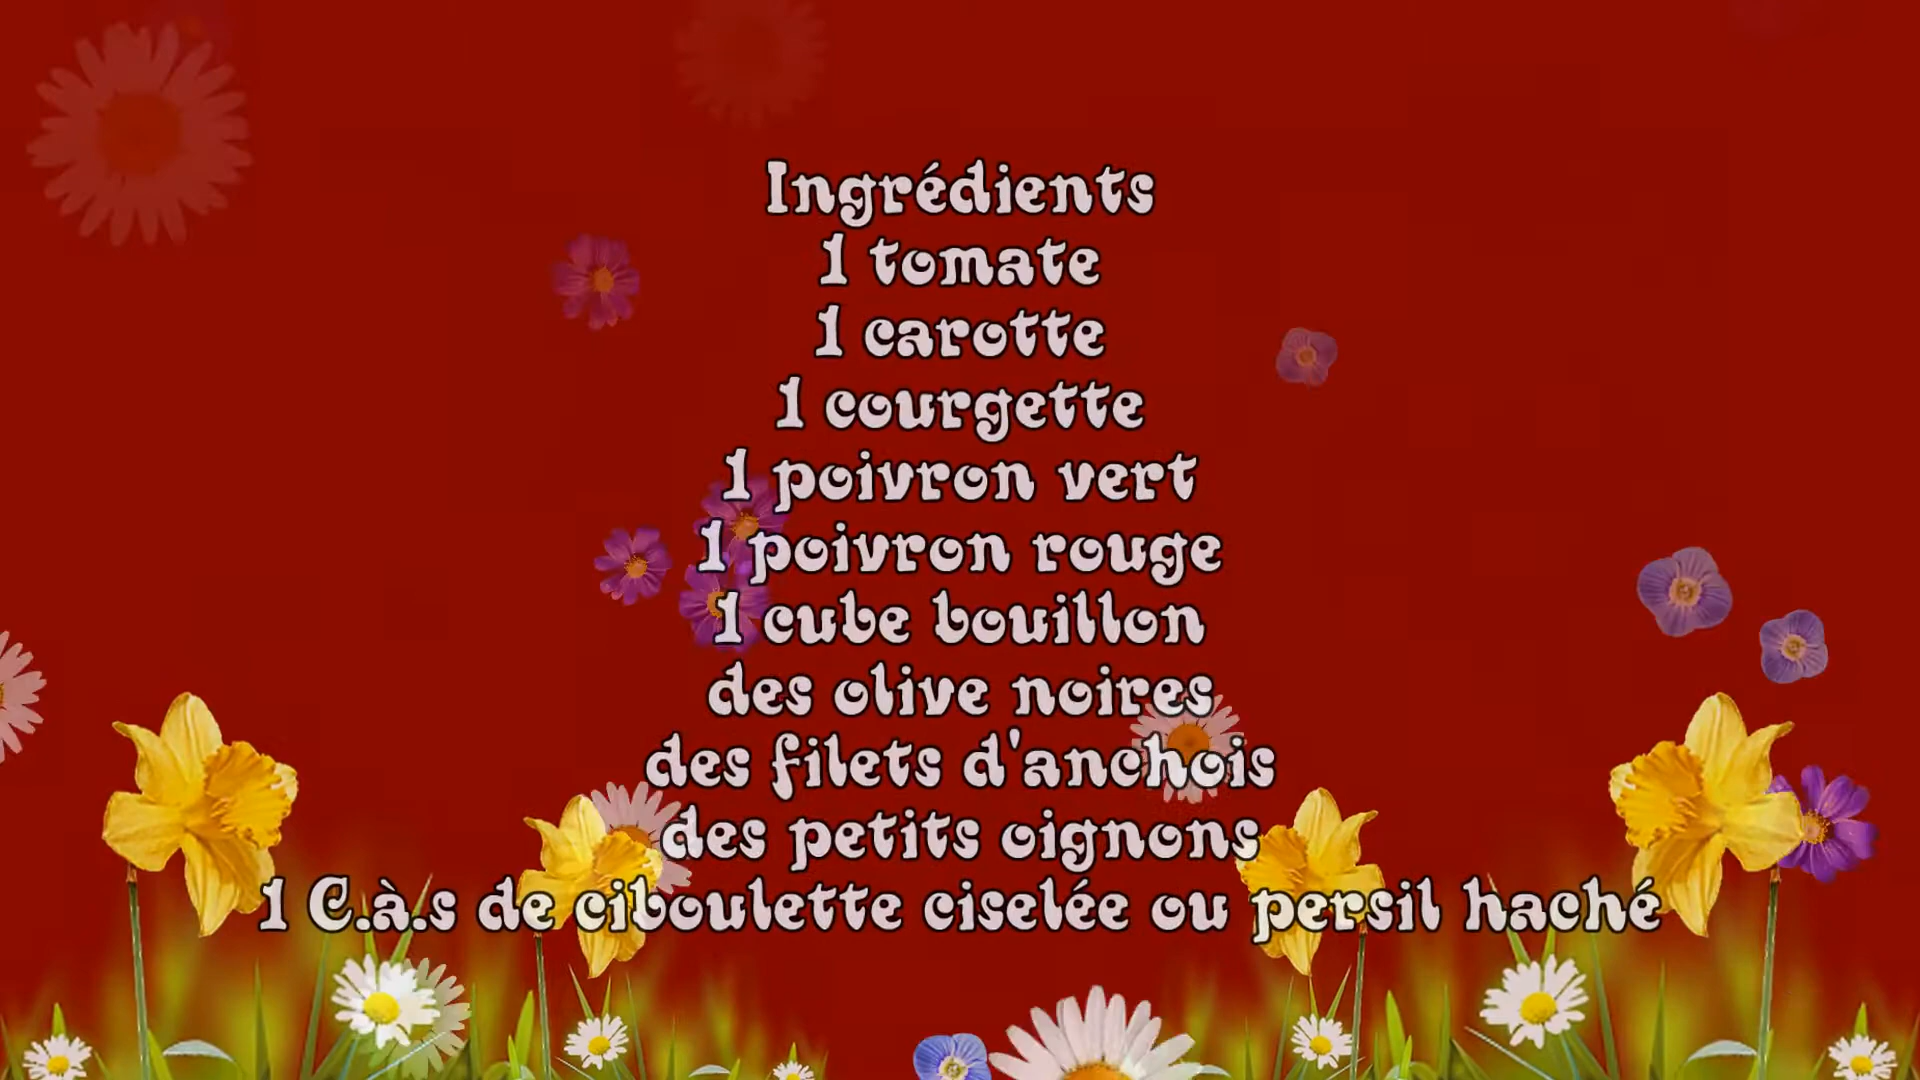 Ingrédients
1 tomate
1 carotte
1 courgette
1 poivron vert
1 poivron rouge
1 cube bouillon
des olive noires
des filets d'anchois
des petits oignons
1 C.à.s de ciboulette ciselée ou persil haché